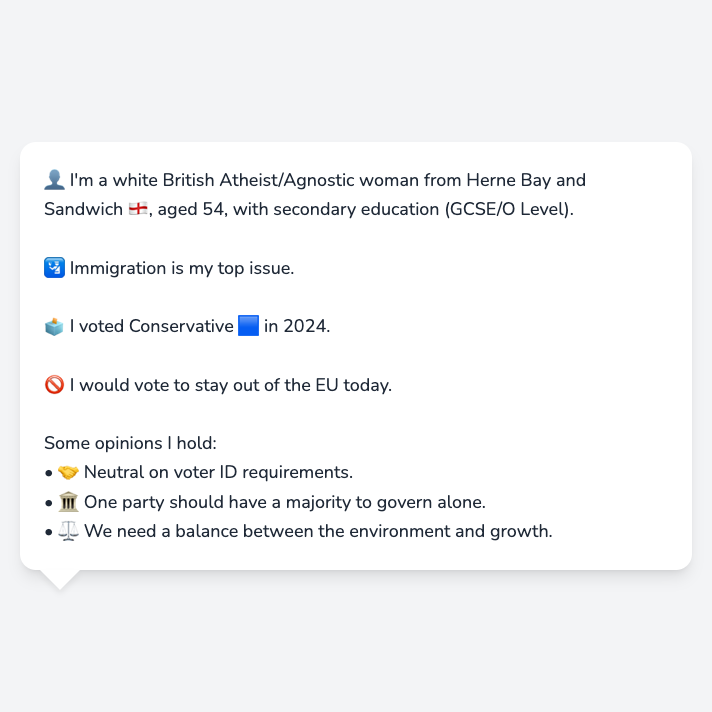 👤 I'm a white British Atheist/Agnostic woman from Herne Bay and
Sandwich 🏴󠁧󠁢󠁥󠁮󠁧󠁿, aged 54, with secondary education (GCSE/O Level).
🛂 Immigration is my top issue.
🗳️ I voted Conservative 🟦 in 2024.
🚫 I would vote to stay out of the EU today.
Some opinions I hold:
• 🤝 Neutral on voter ID requirements.
• 🏛️ One party should have a majority to govern alone.
• ⚖️ We need a balance between the environment and growth.